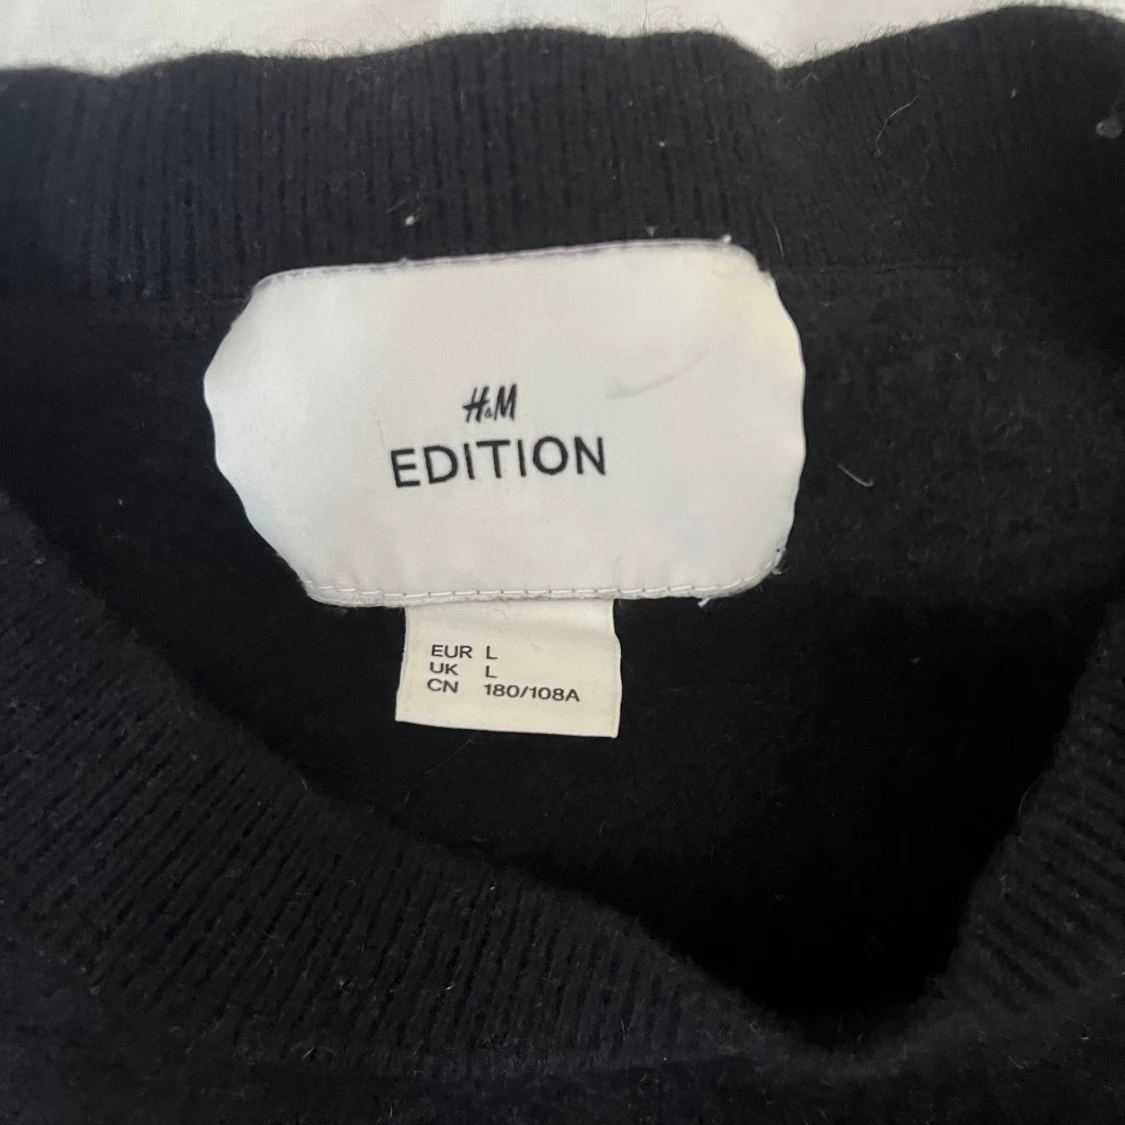 H&M
EDITION
EUR L
UK L
CN 180/108A